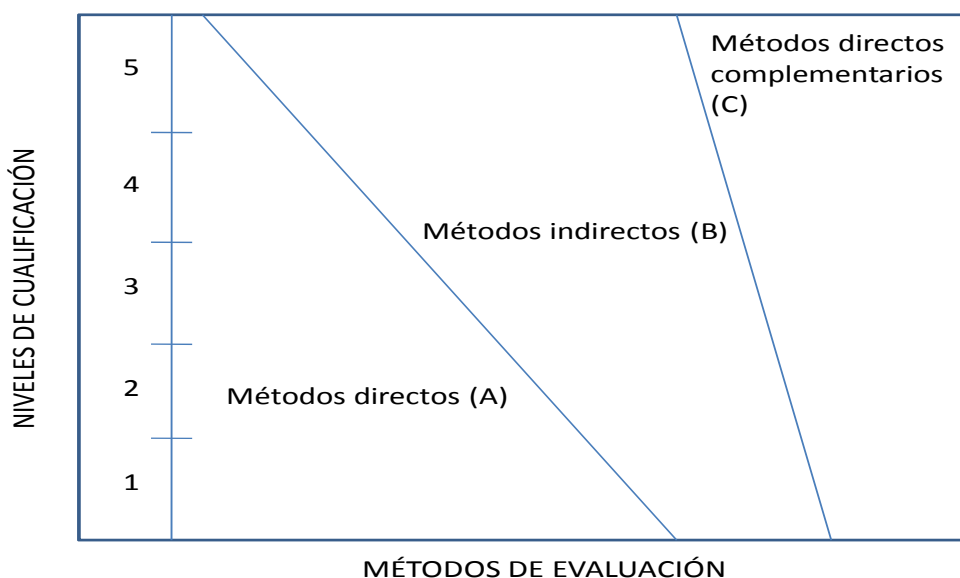 Métodos directos
complementarios
(C)
5
4
Métodos indirectos (B)
3
2
Métodos directos (A)
1
NIVELES DE CUALIFICACIÓN
MÉTODOS DE EVALUACIÓN